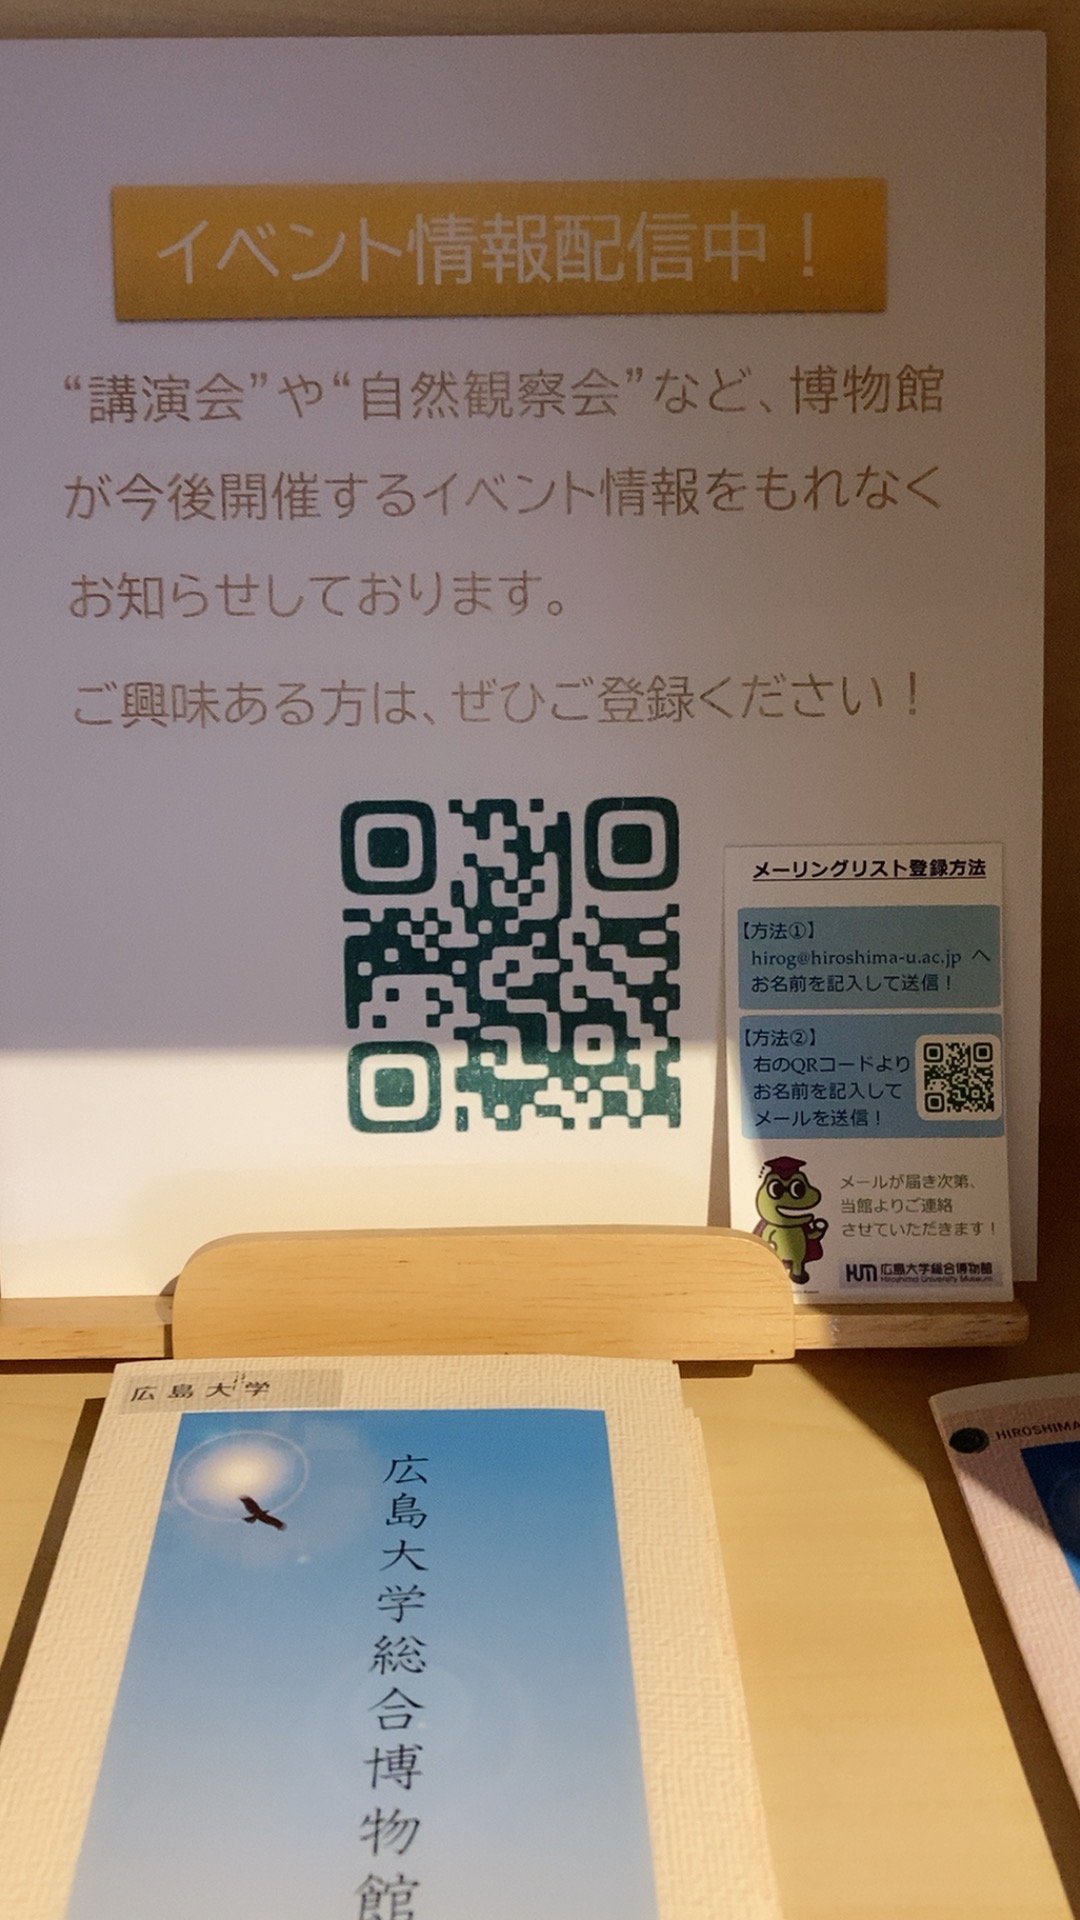 イベント情報配信中！
“講演会”や“自然観察会”など、博物館
が今後開催するイベント情報をもれなく
お知らせしております。
ご興味ある方は、ぜひご登録ください！
メーリングリスト登録方法
【方法①】
hirog@hiroshima-u.ac.jp へ
お名前を記入して送信！
【方法②】
右のQRコードより
お名前を記入して
メールを送信！
メールが届き次第、
当館よりご連絡
させていただきます！
HUM 広島大学総合博物館
Hiroshima University Museum
広島大学
広島大学総合博物館
HIROSHIMA